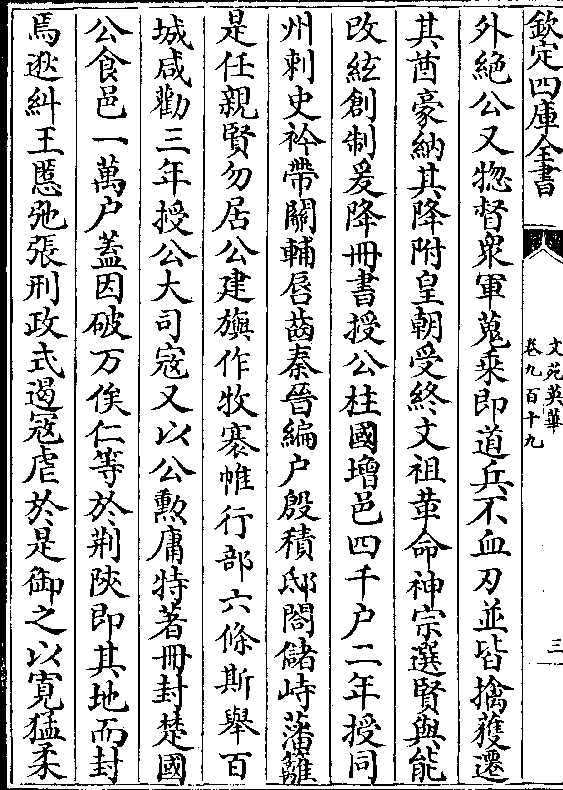 欽定四庫全書
文苑英華
卷九百十九
三
外絶公又惣督衆軍蒐乗即道兵不血刃並皆擒獲遷
其酋豪納其降附皇朝受終文祖革命神宗選賢與能
改絃創制爰降冊書授公柱國增邑四千户二年授同
州刺史衿帶關輔唇齒秦晉編户殷積邸閣儲峙藩籬
是任親賢勿居公建旟作牧褰帷行部六條斯舉百
城咸勸三年授公大司寇又以公勲庸特著冊封楚國
公食邑一萬户盖因破万俟仁等於荆陜即其地而封
焉逖糾王慝弛張刑政式遏寇虐於是御之以寛猛柔